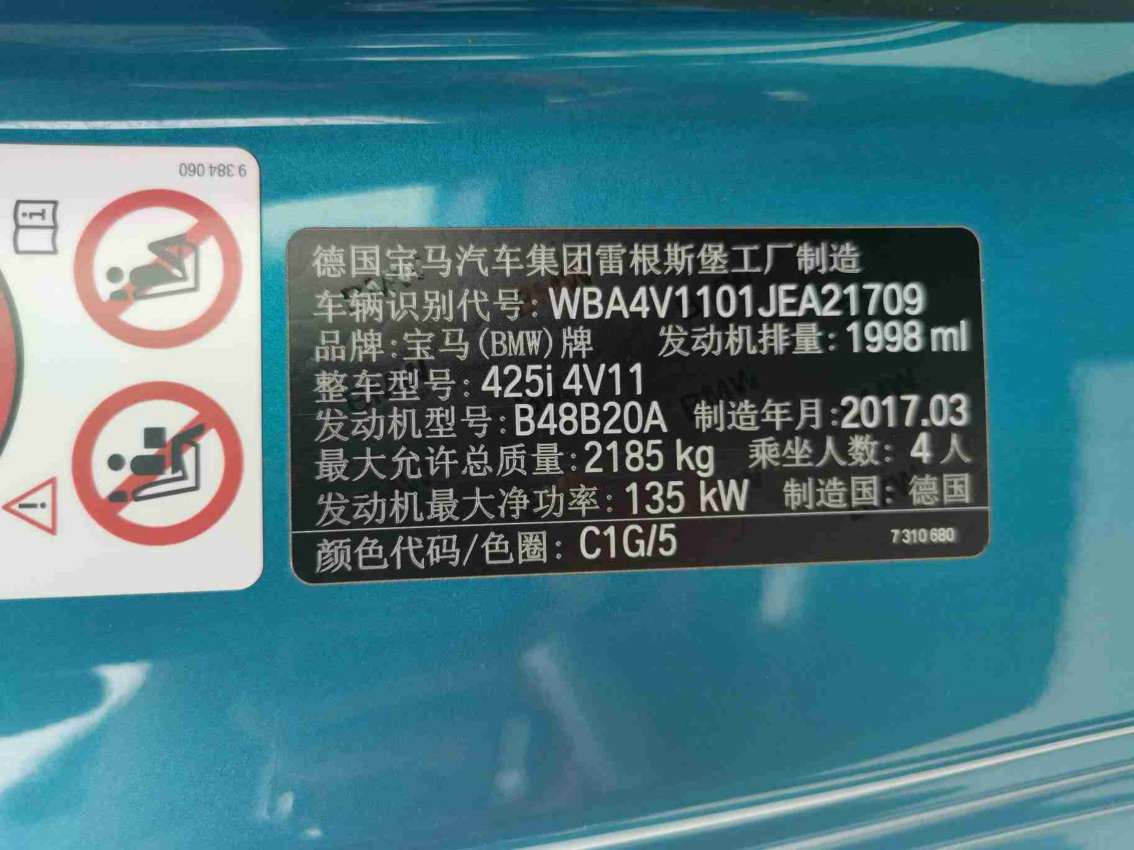 9 384 060
德国宝马汽车集团雷根斯堡工厂制造
车辆识别代号: WBA4V1101JEA21709
品牌:宝马(BMW)牌 发动机排量: 1998 ml
整车型号: 425i 4V11
发动机型号: B48B20A 制造年月:2017.03
最大允许总质量:2185 kg 乘坐人数: 4 人
发动机最大净功率: 135 kW 制造国: 德国
颜色代码/色圈: C1G/5
7 310 680